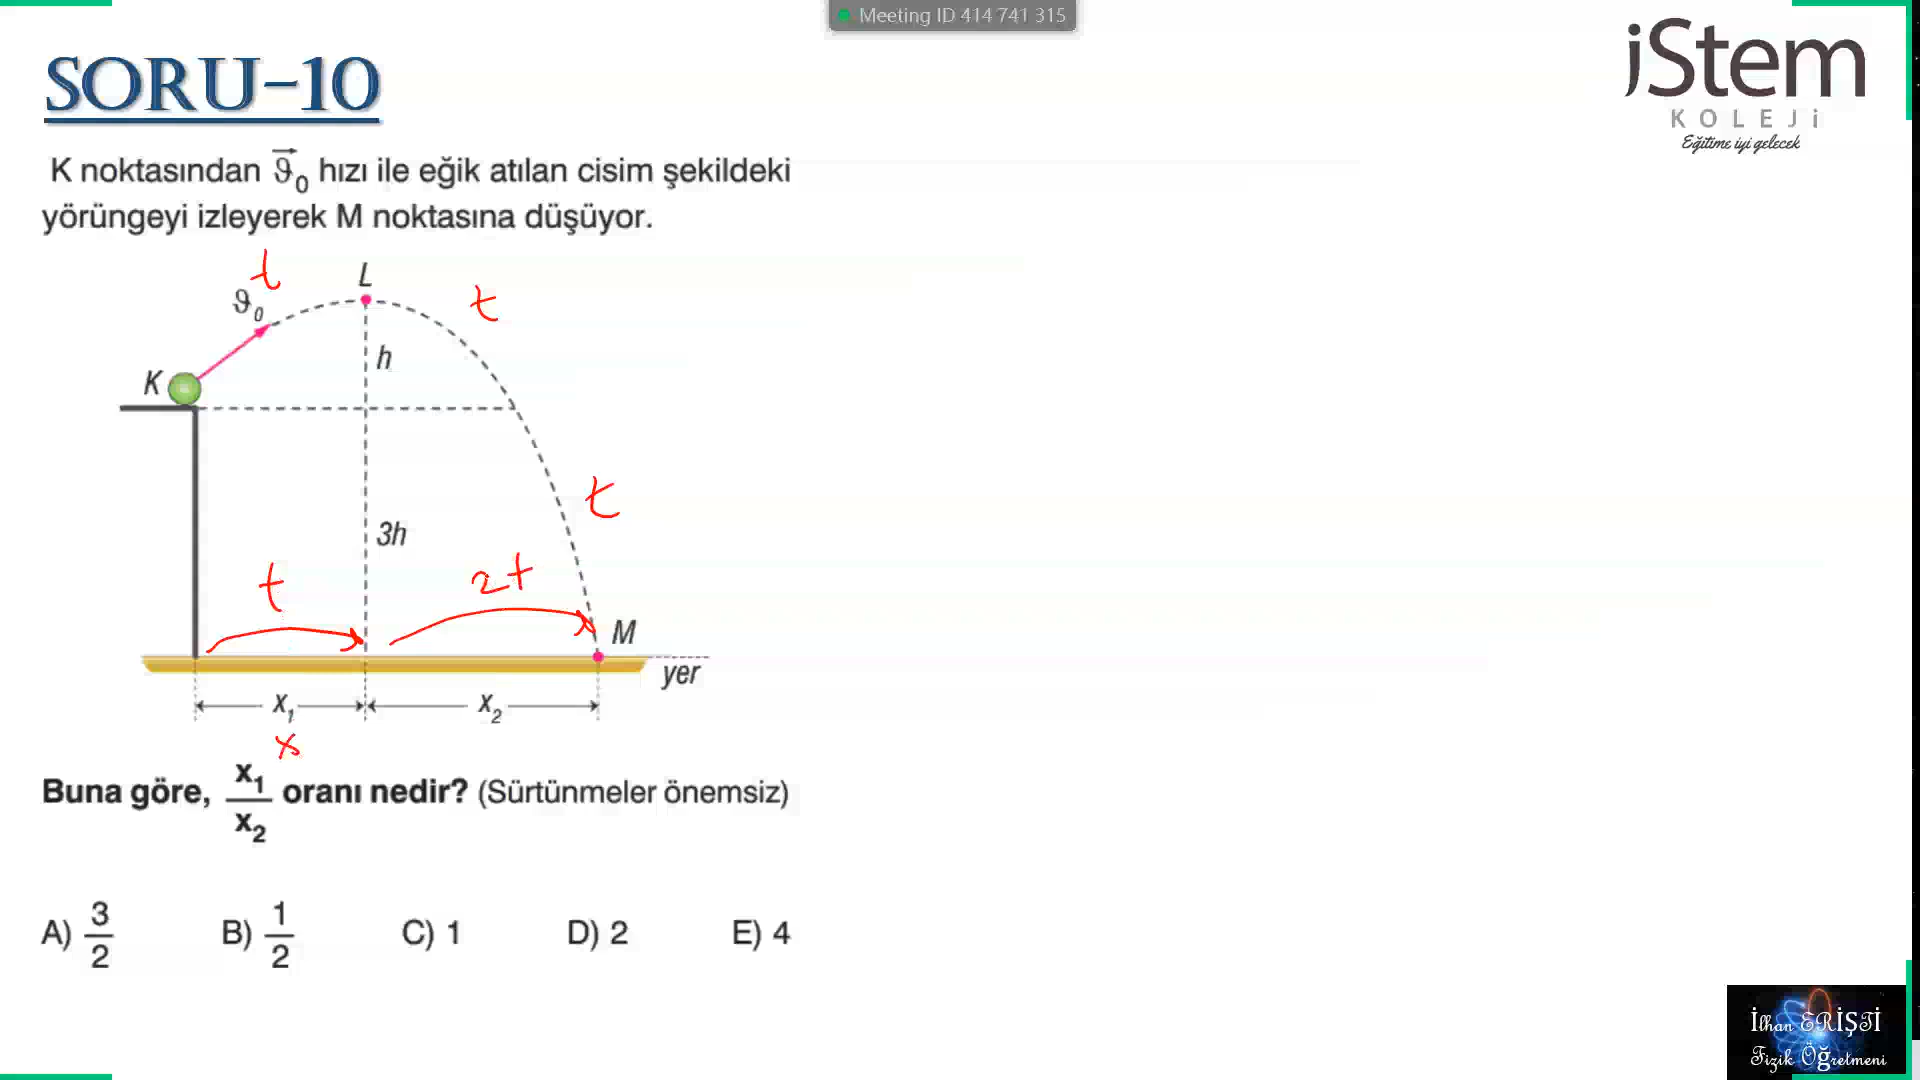 Meeting ID 414 741 315
SORU-10
iStem
KOLEJi
Eğitime iyi gelecek
K noktasından ϑ⃗₀ hızı ile eğik atılan cisim şekildeki
yörüngeyi izleyerek M noktasına düşüyor.
t
L
ϑ₀
t
h
K
t
3h
t
2t
M
yer
x₁
x₂
x
Buna göre, x₁/x₂ oranı nedir? (Sürtünmeler önemsiz)
A) 3/2 B) 1/2 C) 1 D) 2 E) 4
İlhan ERİŞTİ
Fizik Öğretmeni